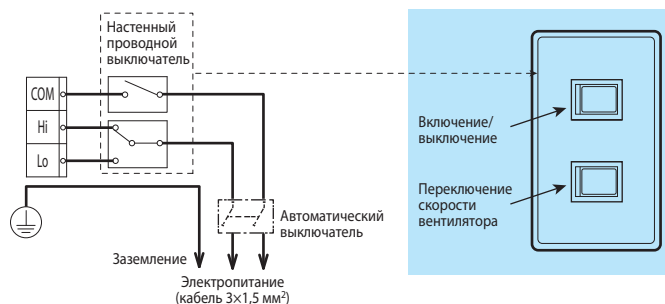 Настенный
проводной
выключатель
COM
Hi
Lo
Автоматический
выключатель
Заземление
Электропитание
(кабель 3×1,5 мм²)
Включение/
выключение
Переключение
скорости
вентилятора